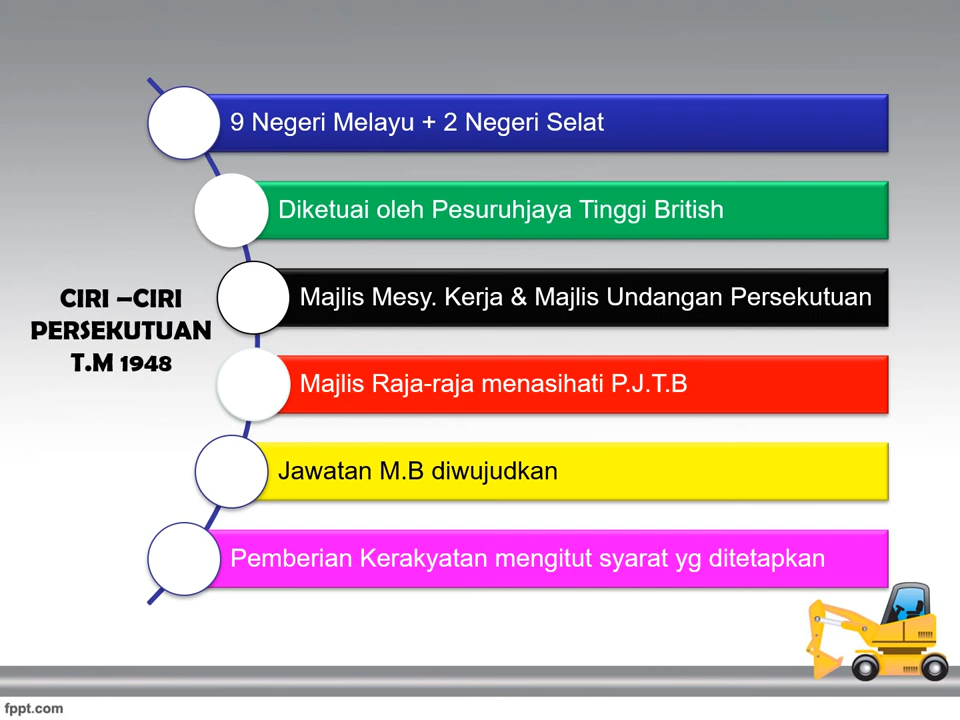 CIRI –CIRI
PERSEKUTUAN
T.M 1948
9 Negeri Melayu + 2 Negeri Selat
Diketuai oleh Pesuruhjaya Tinggi British
Majlis Mesy. Kerja & Majlis Undangan Persekutuan
Majlis Raja-raja menasihati P.J.T.B
Jawatan M.B diwujudkan
Pemberian Kerakyatan mengitut syarat yg ditetapkan
fppt.com